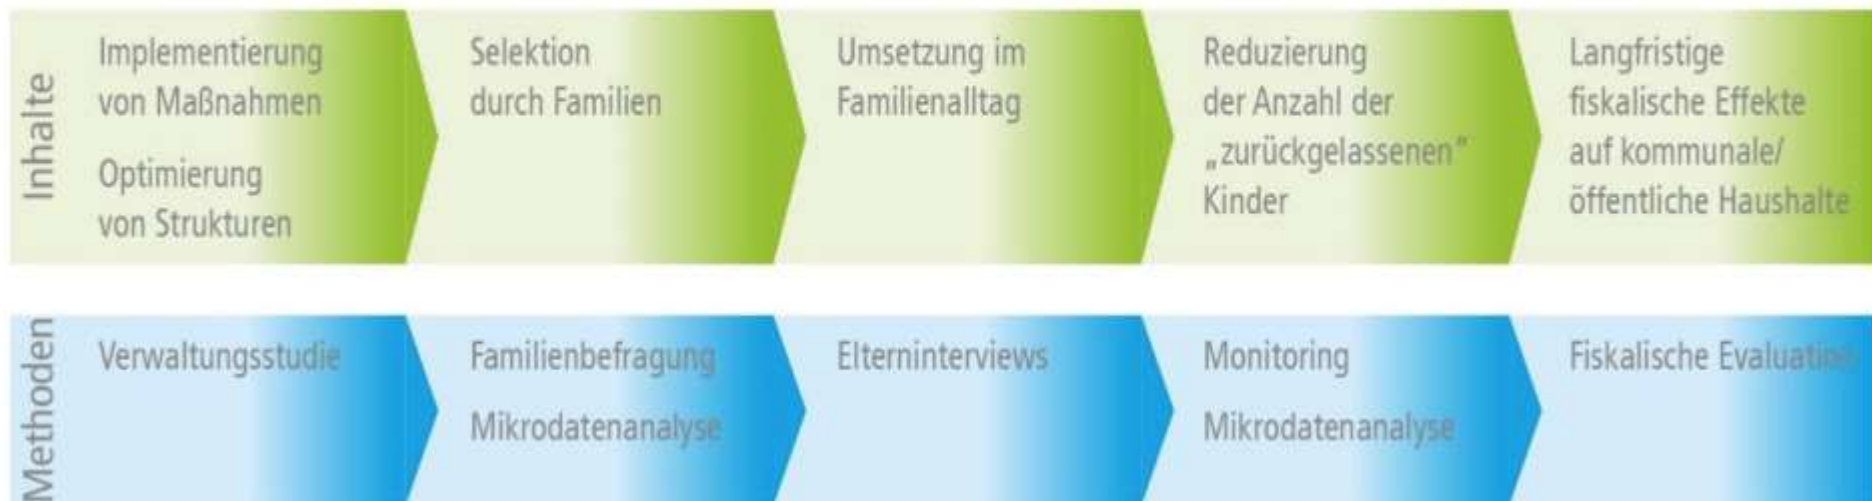 Inhalte
Implementierung
von Maßnahmen
Optimierung
von Strukturen
Selektion
durch Familien
Umsetzung im
Familienalltag
Reduzierung
der Anzahl der
„zurückgelassenen“
Kinder
Langfristige
fiskalische Effekte
auf kommunale/
öffentliche Haushalte
Methoden
Verwaltungsstudie
Familienbefragung
Mikrodatenanalyse
Elterninterviews
Monitoring
Mikrodatenanalyse
Fiskalische Evaluation